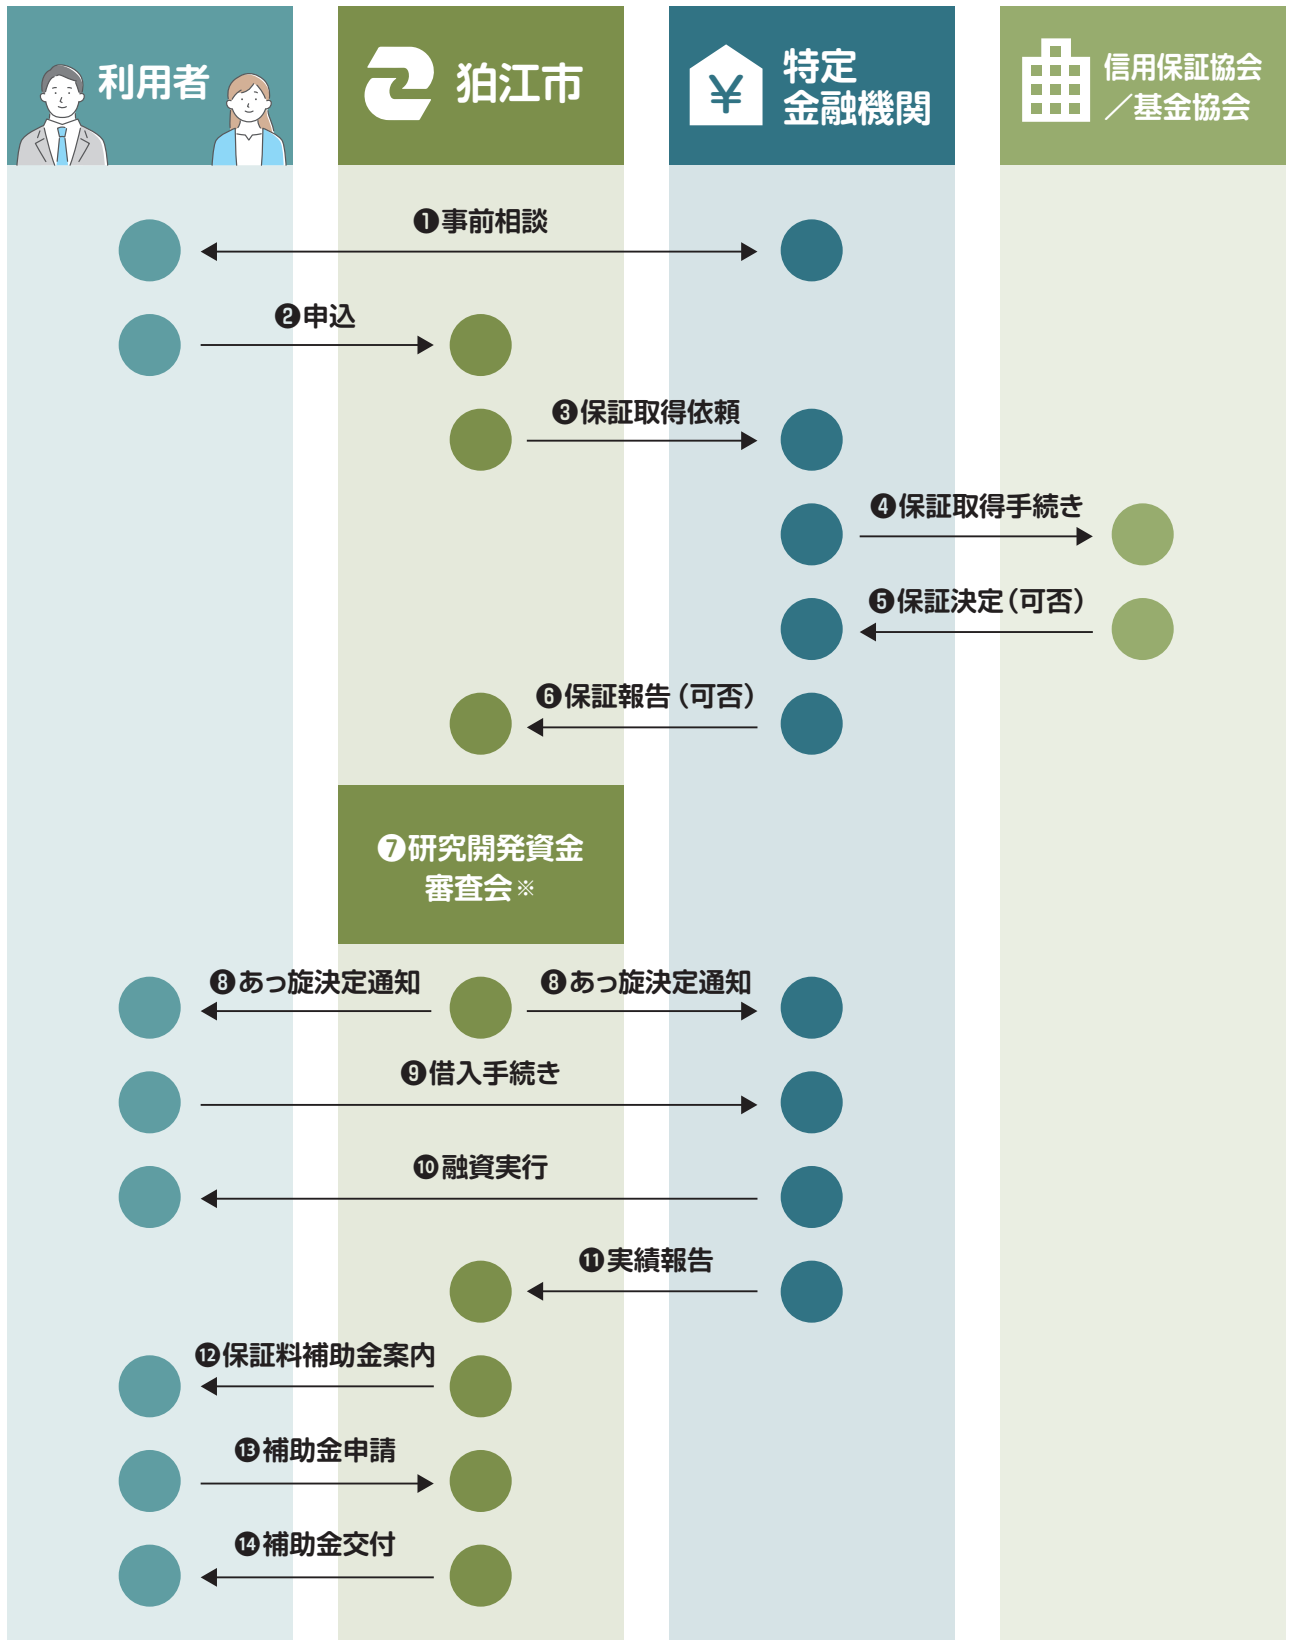 利用者
狛江市
特定
金融機関
信用保証協会
／基金協会
❶事前相談
❷申込
❸保証取得依頼
❹保証取得手続き
❺保証決定（可否）
❻保証報告（可否）
❼研究開発資金
審査会※
❽あっ旋決定通知
❽あっ旋決定通知
❾借入手続き
❿融資実行
⓫実績報告
⓬保証料補助金案内
⓭補助金申請
⓮補助金交付